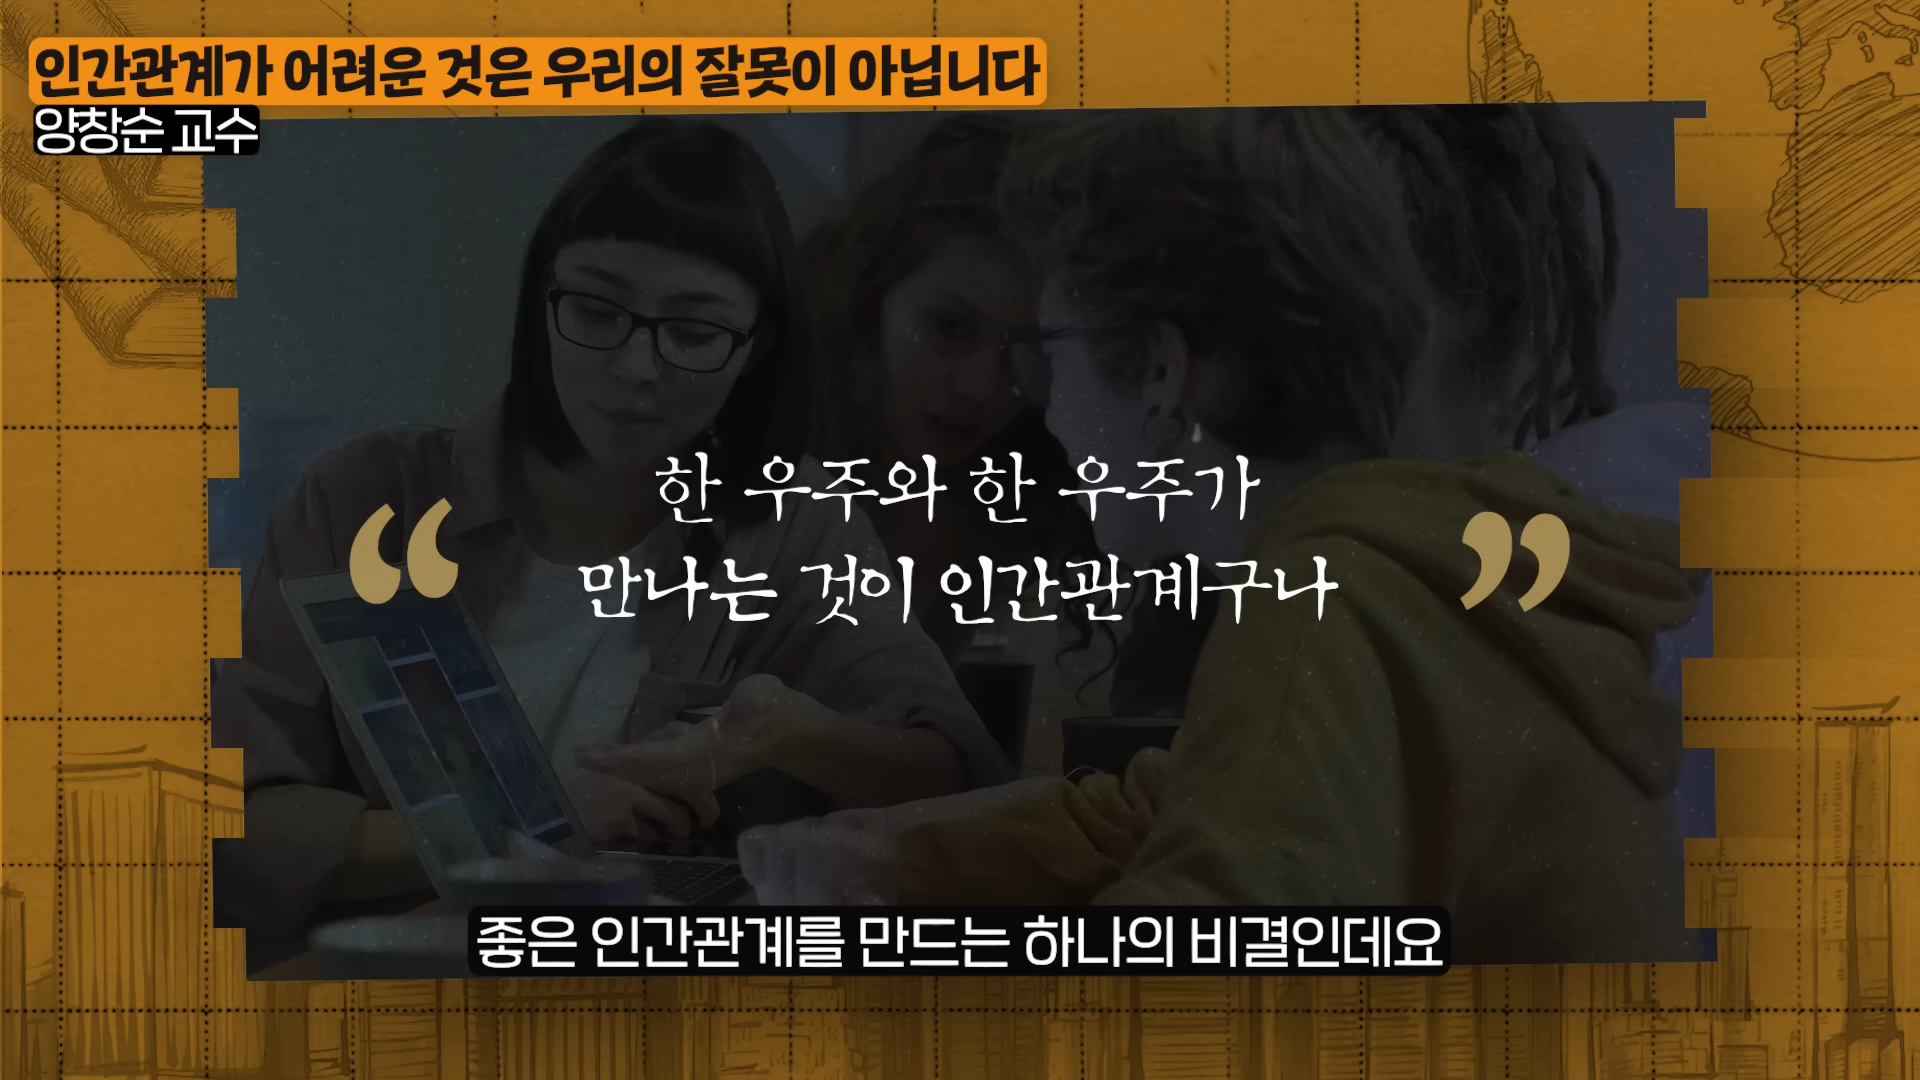 인간관계가 어려운 것은 우리의 잘못이 아닙니다
양창순 교수
“ 한 우주와 한 우주가
만나는 것이 인간관계구나 ”
좋은 인간관계를 만드는 하나의 비결인데요